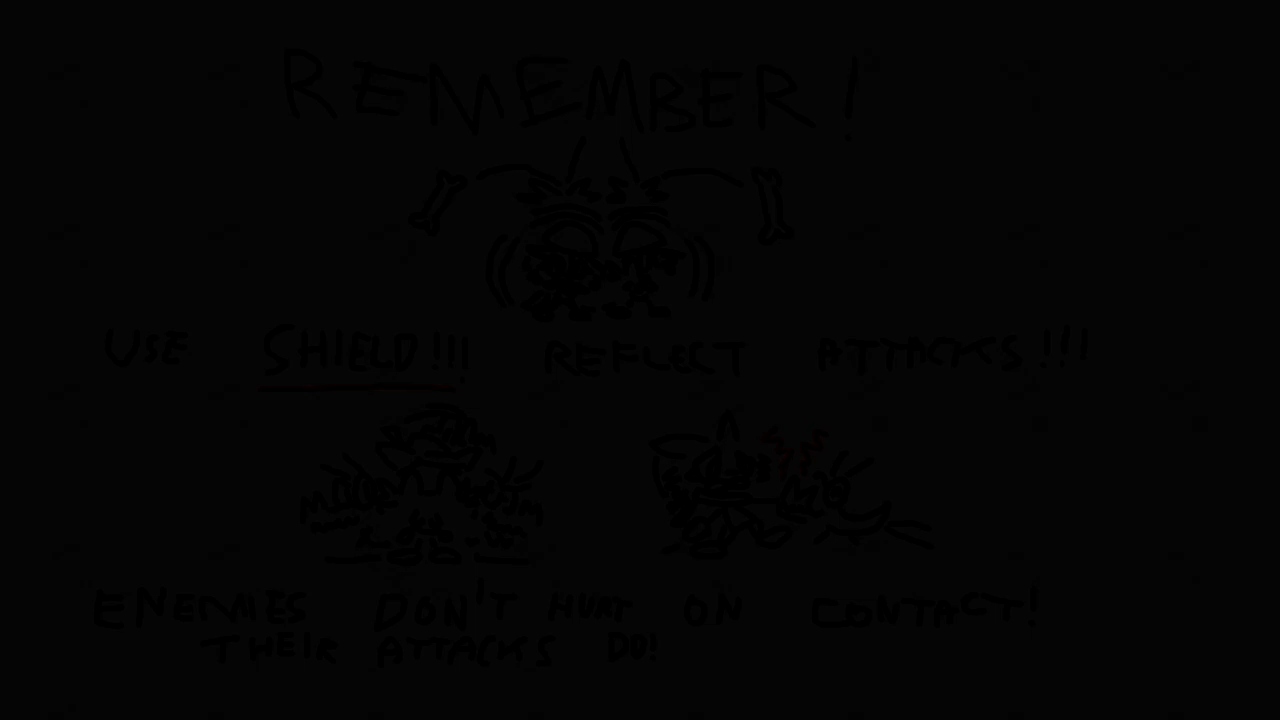 REMEMBER!
USE SHIELD!!! REFLECT ATTACKS!!!
"ENEMIES DON'T HURT ON CONTACT!
THEIR ATTACKS DO!